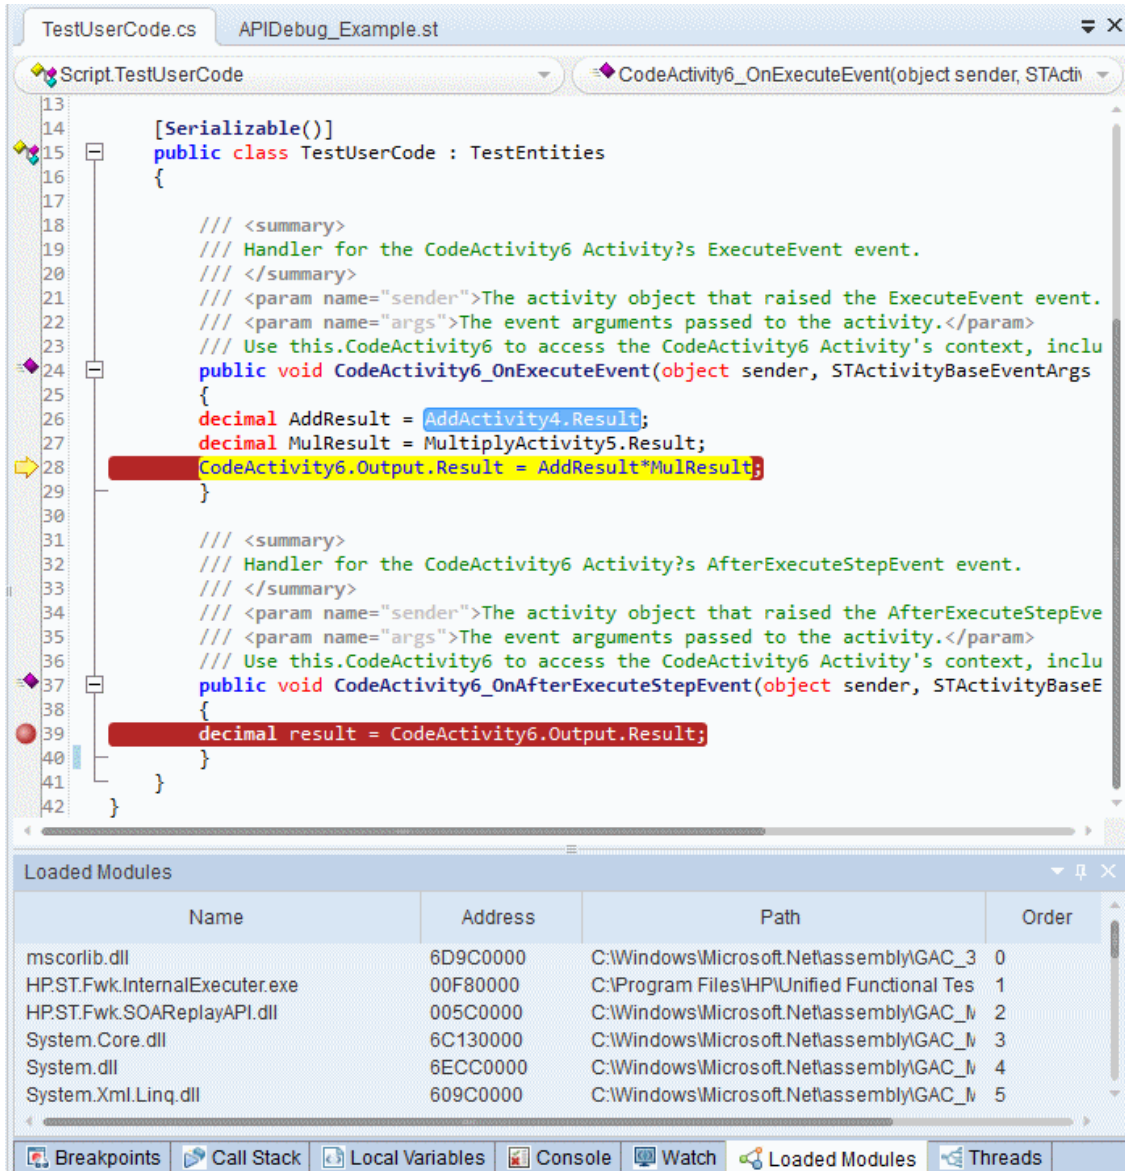 TestUserCode.cs APIDebug_Example.st
Script.TestUserCode CodeActivity6_OnExecuteEvent(object sender, STActiv
13
14 [Serializable()]
15 public class TestUserCode : TestEntities
16 {
17
18 /// <summary>
19 /// Handler for the CodeActivity6 Activity?s ExecuteEvent event.
20 /// </summary>
21 /// <param name="sender">The activity object that raised the ExecuteEvent event.
22 /// <param name="args">The event arguments passed to the activity.</param>
23 /// Use this.CodeActivity6 to access the CodeActivity6 Activity's context, inclu
24 public void CodeActivity6_OnExecuteEvent(object sender, STActivityBaseEventArgs
25 {
26 decimal AddResult = AddActivity4.Result;
27 decimal MulResult = MultiplyActivity5.Result;
28 CodeActivity6.Output.Result = AddResult*MulResult;
29 }
30
31 /// <summary>
32 /// Handler for the CodeActivity6 Activity?s AfterExecuteStepEvent event.
33 /// </summary>
34 /// <param name="sender">The activity object that raised the AfterExecuteStepEve
35 /// <param name="args">The event arguments passed to the activity.</param>
36 /// Use this.CodeActivity6 to access the CodeActivity6 Activity's context, inclu
37 public void CodeActivity6_OnAfterExecuteStepEvent(object sender, STActivityBaseE
38 {
39 decimal result = CodeActivity6.Output.Result;
40 }
41 }
42 }
Loaded Modules
Name Address Path Order
mscorlib.dll 6D9C0000 C:\Windows\Microsoft.Net\assembly\GAC_3 0
HP.ST.Fwk.InternalExecuter.exe 00F80000 C:\Program Files\HP\Unified Functional Tes 1
HP.ST.Fwk.SOAReplayAPI.dll 005C0000 C:\Windows\Microsoft.Net\assembly\GAC_M 2
System.Core.dll 6C130000 C:\Windows\Microsoft.Net\assembly\GAC_M 3
System.dll 6ECC0000 C:\Windows\Microsoft.Net\assembly\GAC_M 4
System.Xml.Linq.dll 609C0000 C:\Windows\Microsoft.Net\assembly\GAC_M 5
Breakpoints Call Stack Local Variables Console Watch Loaded Modules Threads